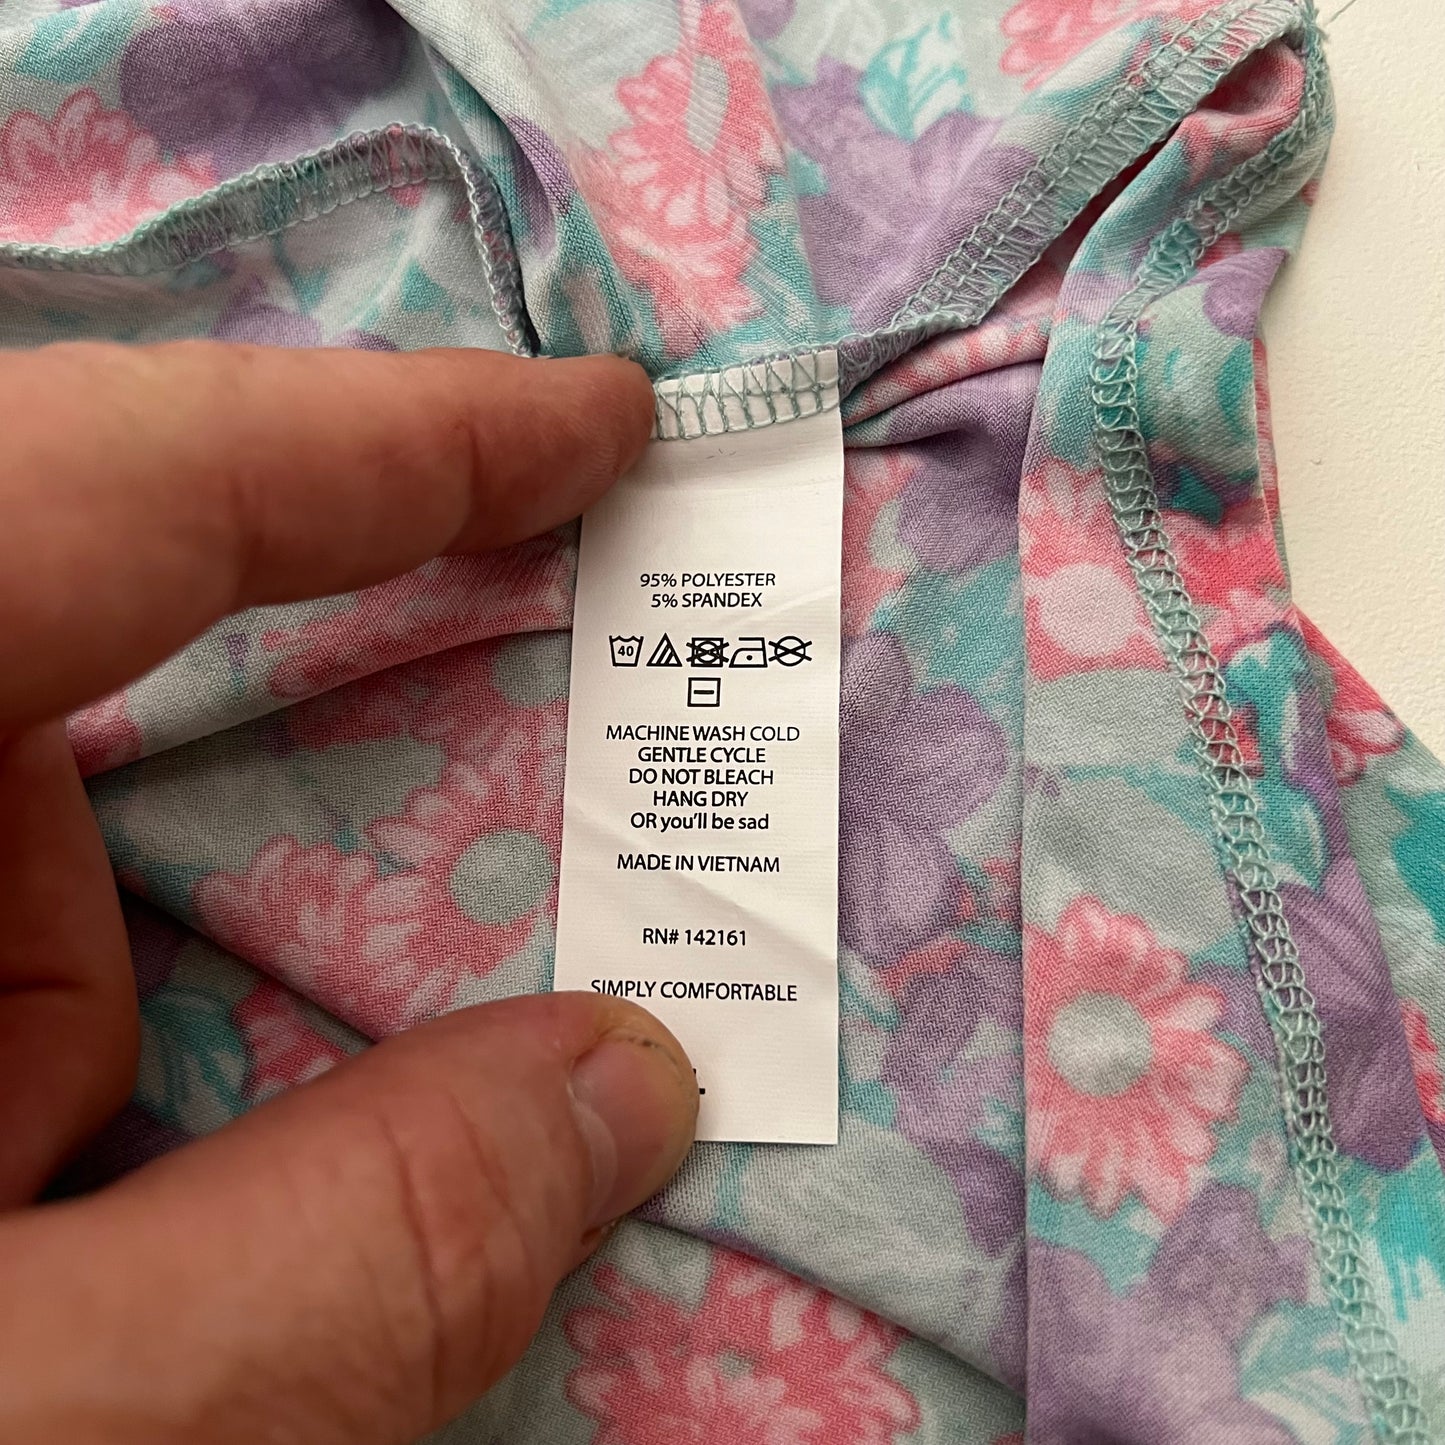 95% POLYESTER
5% SPANDEX
40
MACHINE WASH COLD
GENTLE CYCLE
DO NOT BLEACH
HANG DRY
OR you'll be sad
MADE IN VIETNAM
RN# 142161
SIMPLY COMFORTABLE